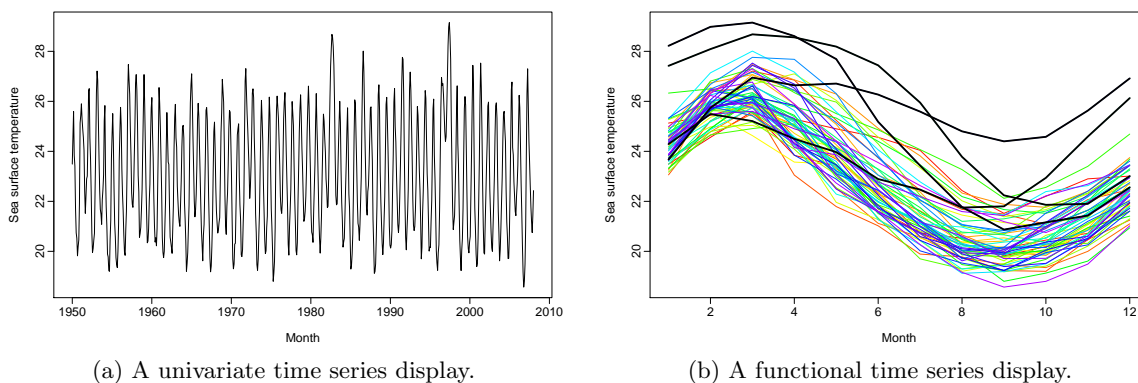 Sea surface temperature
28
26
24
22
20
1950 1960 1970 1980 1990 2000 2010
Month
(a) A univariate time series display.
Sea surface temperature
28
26
24
22
20
2 4 6 8 10 12
Month
(b) A functional time series display.